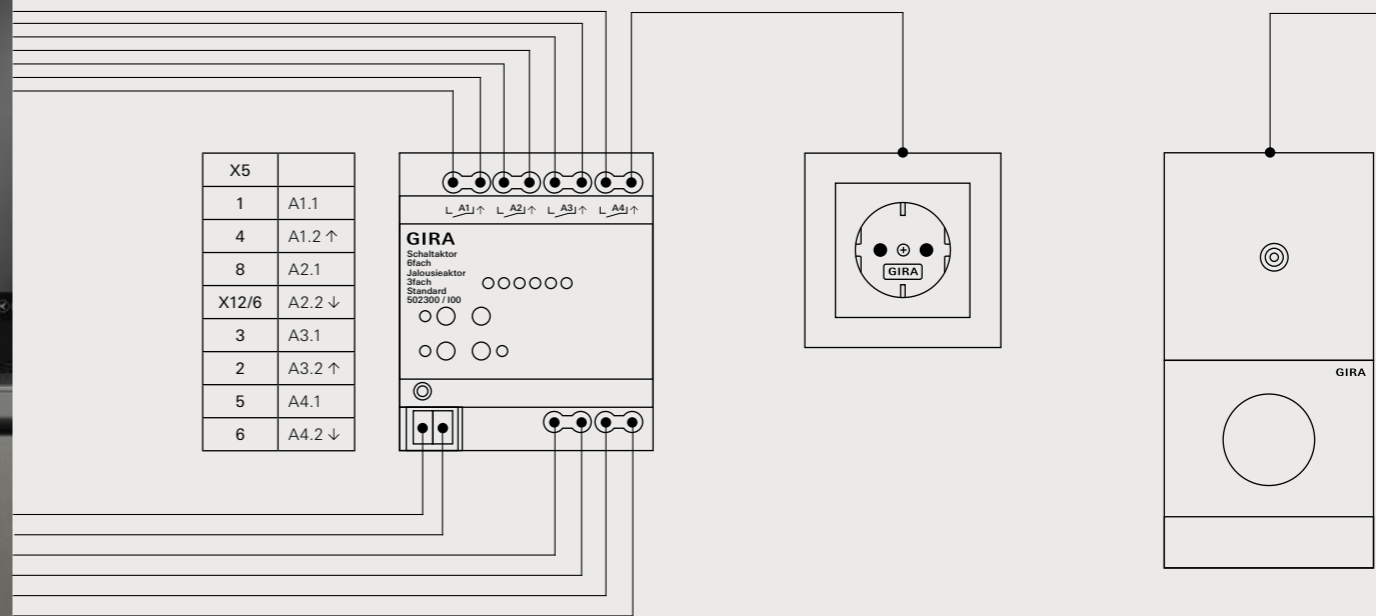 X5
1 A1.1
4 A1.2 ↑
8 A2.1
X12/6 A2.2 ↓
3 A3.1
2 A3.2 ↑
5 A4.1
6 A4.2 ↓
A1 A2 A3 A4
GIRA
Schaltaktor
6fach
Jalousieaktor
3fach
Standard
502300 / I00
GIRA
GIRA